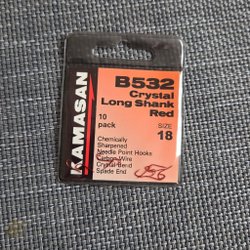 KAMASAN
B532
Crystal
Long Shank
Red
10
pack
SIZE
18
Chemically
Sharpened
Needle Point Hooks
Carbon Wire
Crystal Bend
Spade End